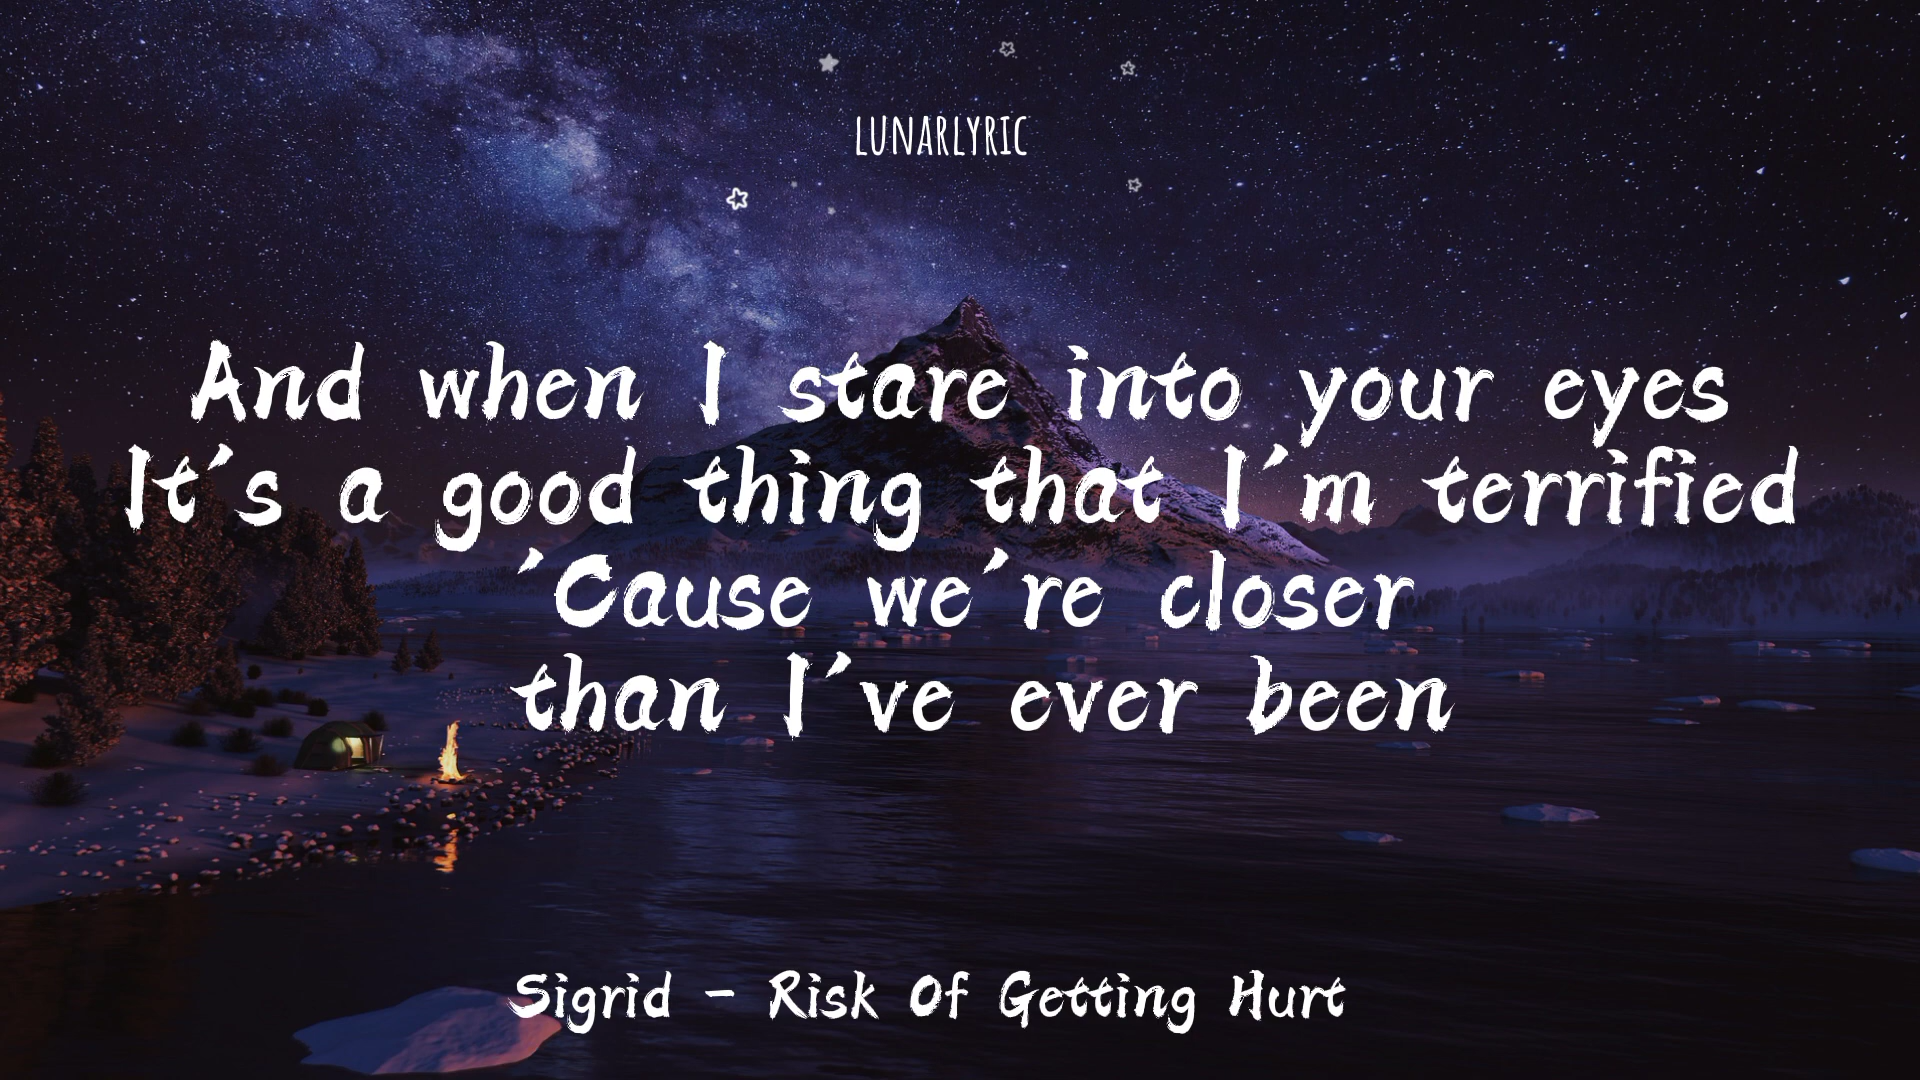 LUNARLYRIC
And when I stare into your eyes
It's a good thing that I'm terrified
'Cause we're closer
than I've ever been
Sigrid - Risk Of Getting Hurt